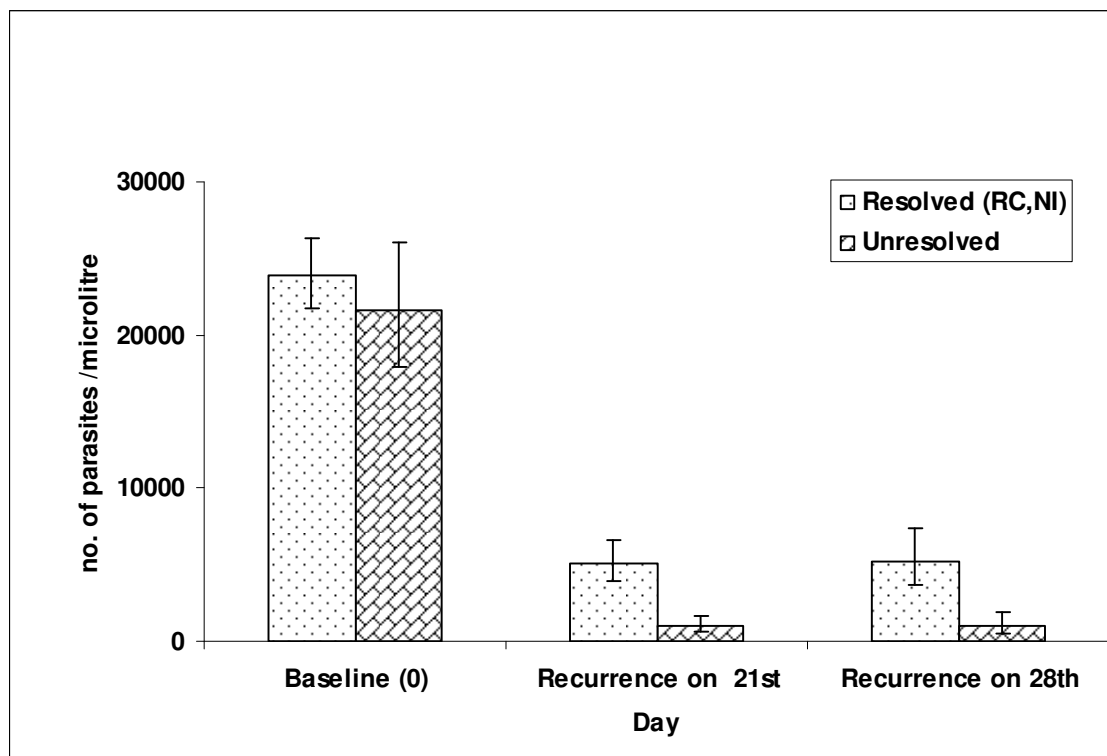 30000
20000
10000
0
no. of parasites /microlitre
Resolved (RC,NI)
Unresolved
Baseline (0)
Recurrence on 21st
Recurrence on 28th
Day